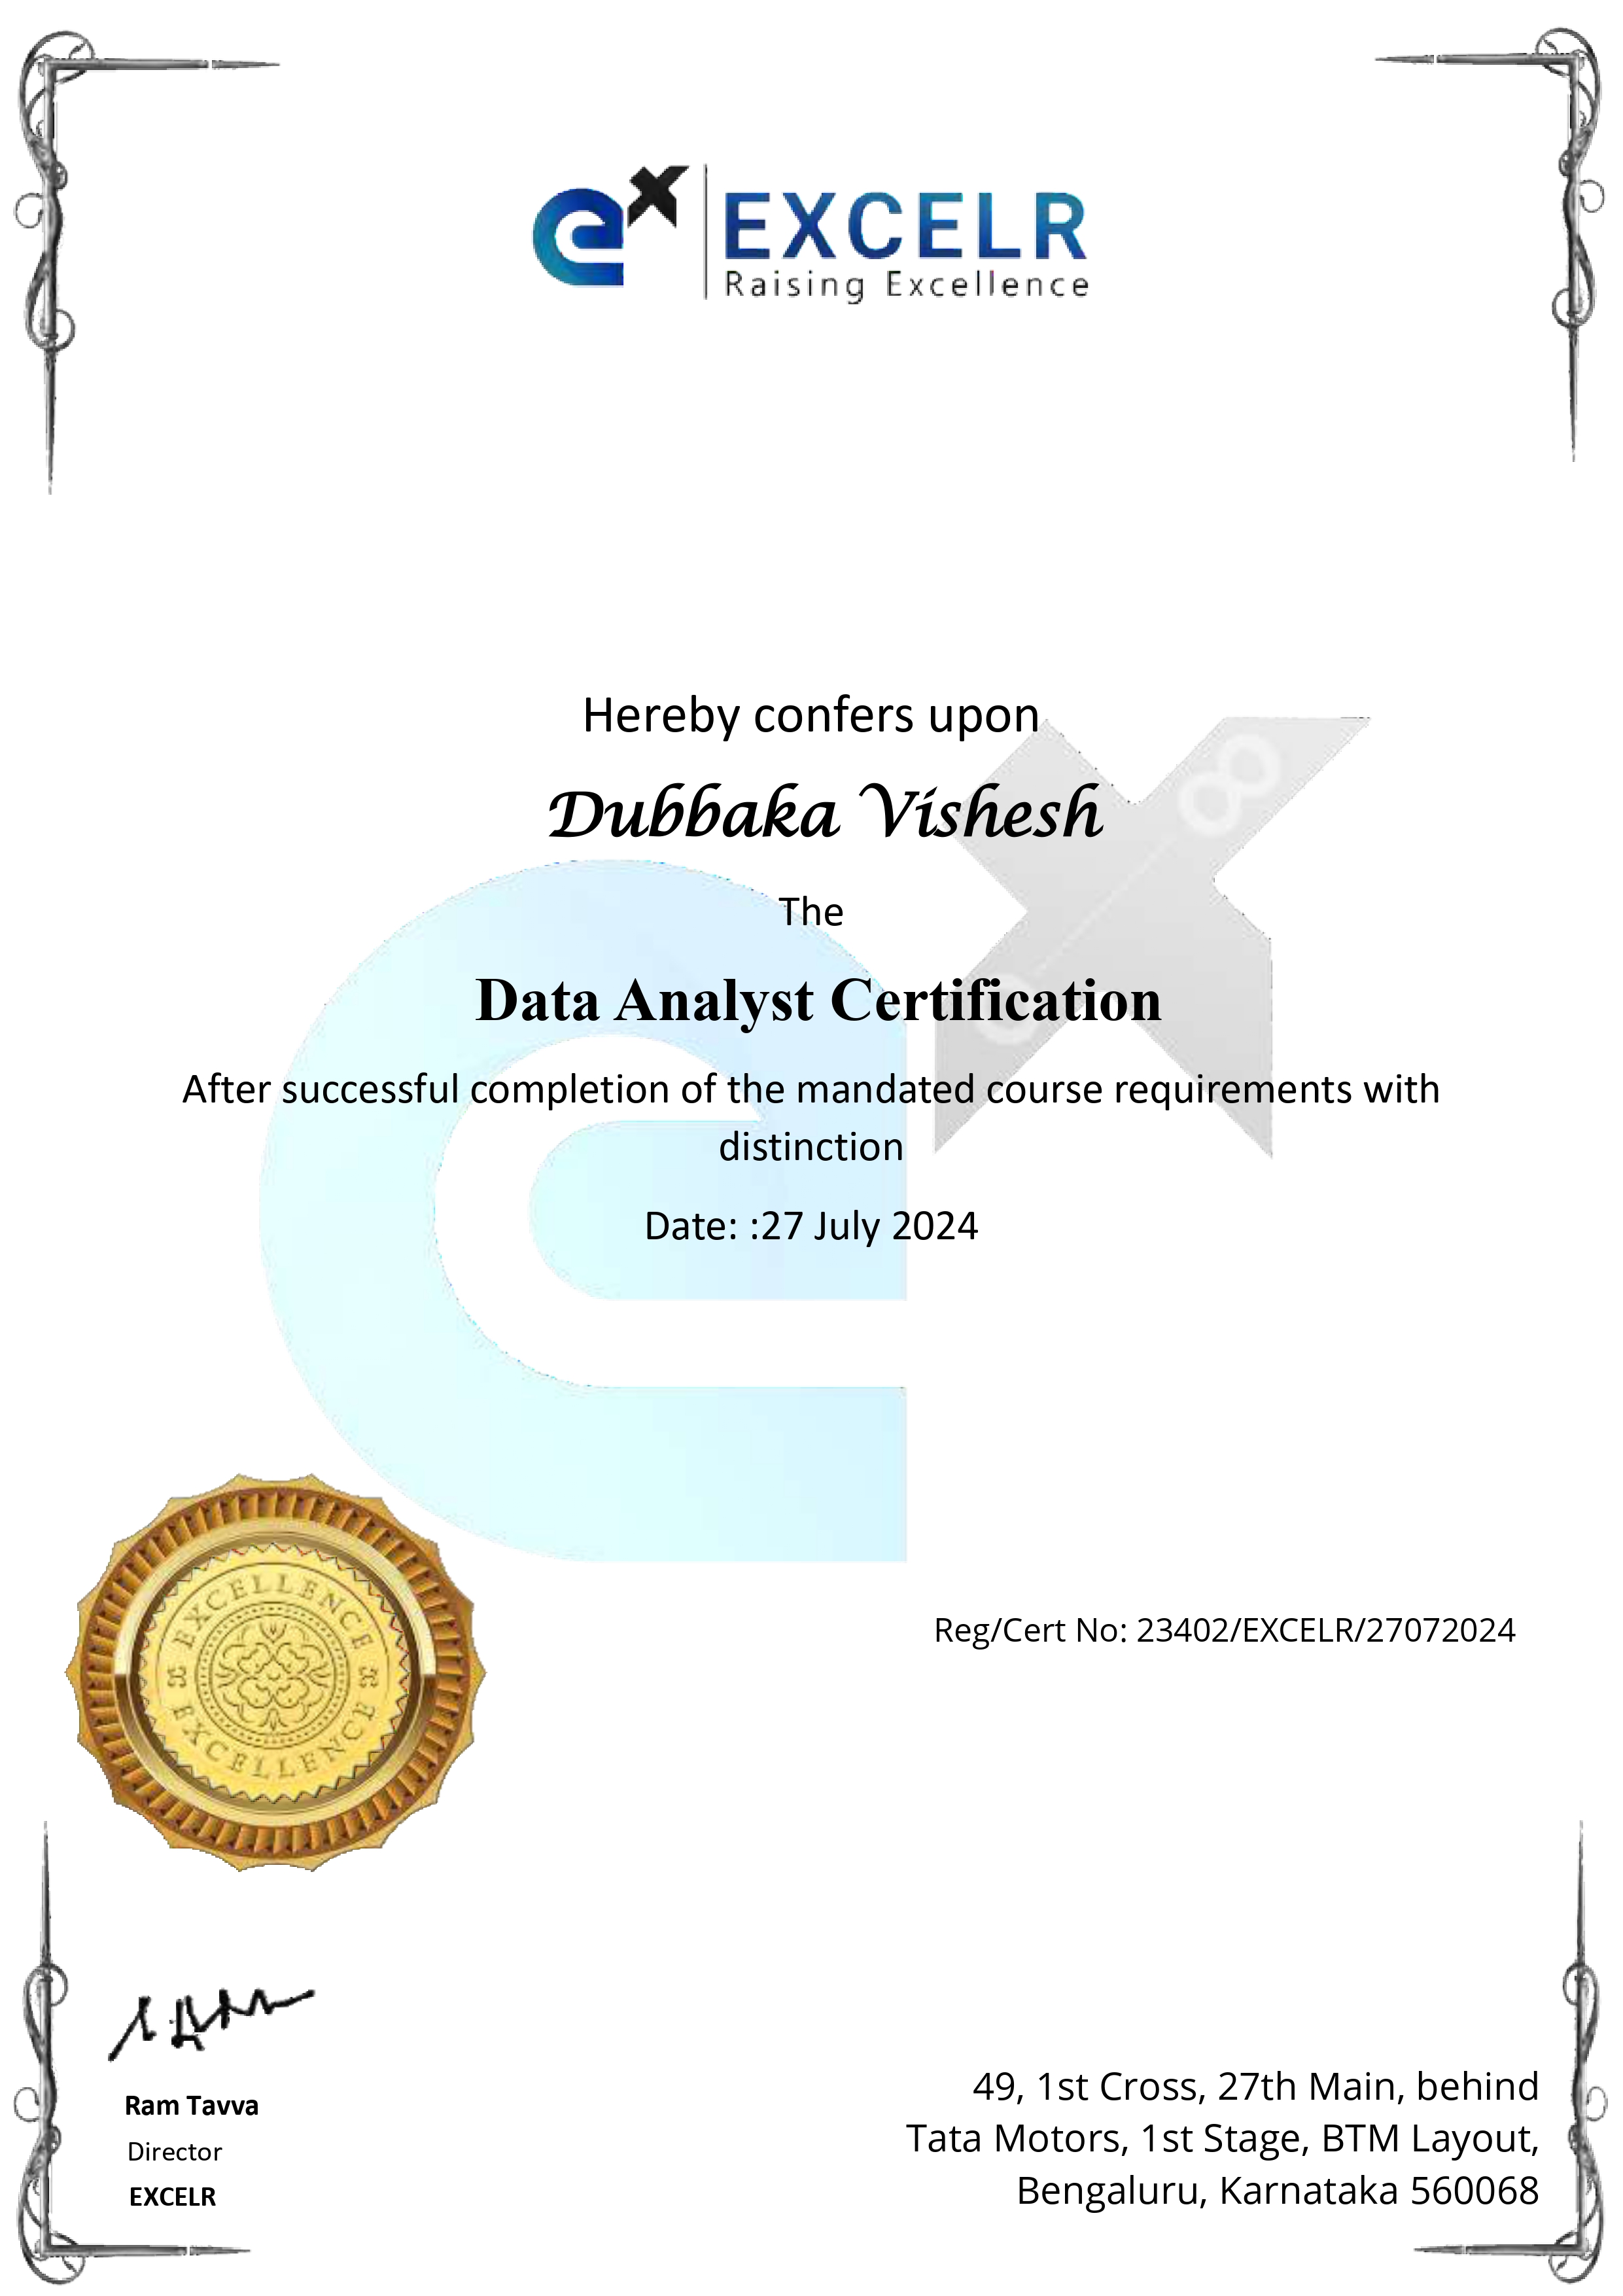 ex EXCELR
Raising Excellence
Hereby confers upon
Dubbaka Vishesh
The
Data Analyst Certification
After successful completion of the mandated course requirements with
distinction
Date: :27 July 2024
EXCELLENCE
EXCELLENCE
Reg/Cert No: 23402/EXCELR/27072024
Ram Tavva
Director
EXCELR
49, 1st Cross, 27th Main, behind
Tata Motors, 1st Stage, BTM Layout,
Bengaluru, Karnataka 560068